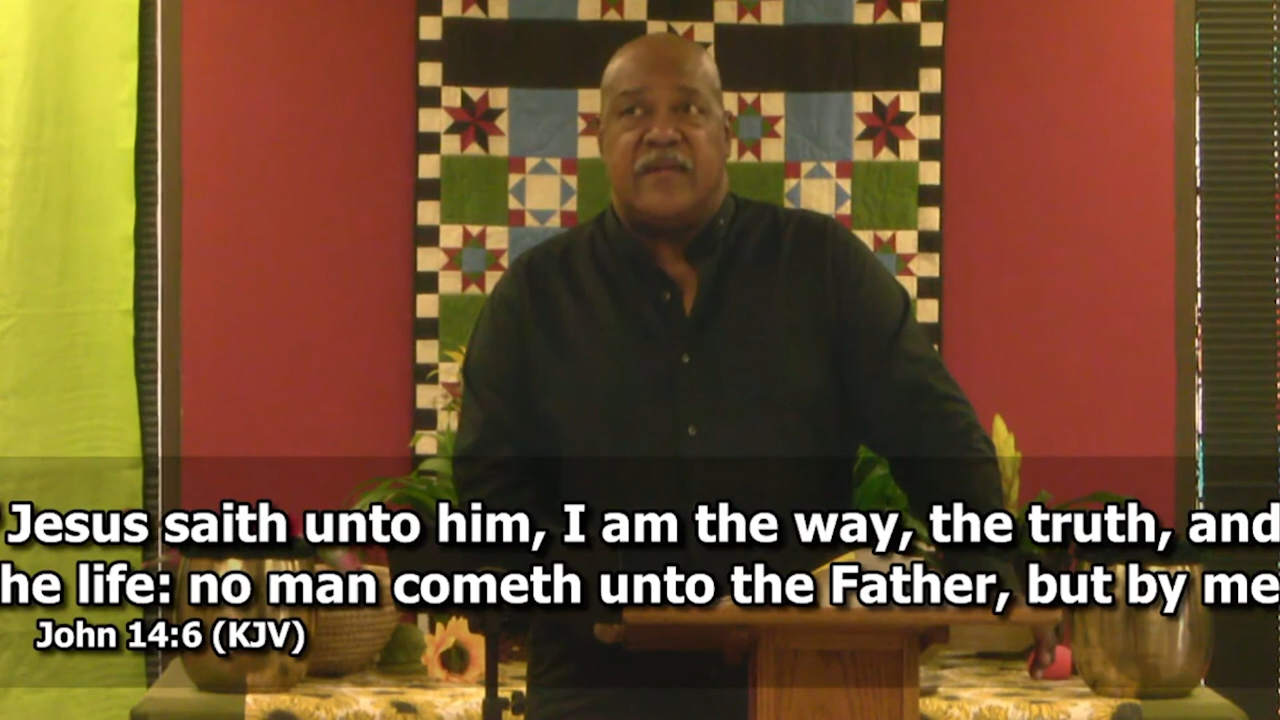 Jesus saith unto him, I am the way, the truth, and
he life: no man cometh unto the Father, but by me
John 14:6 (KJV)